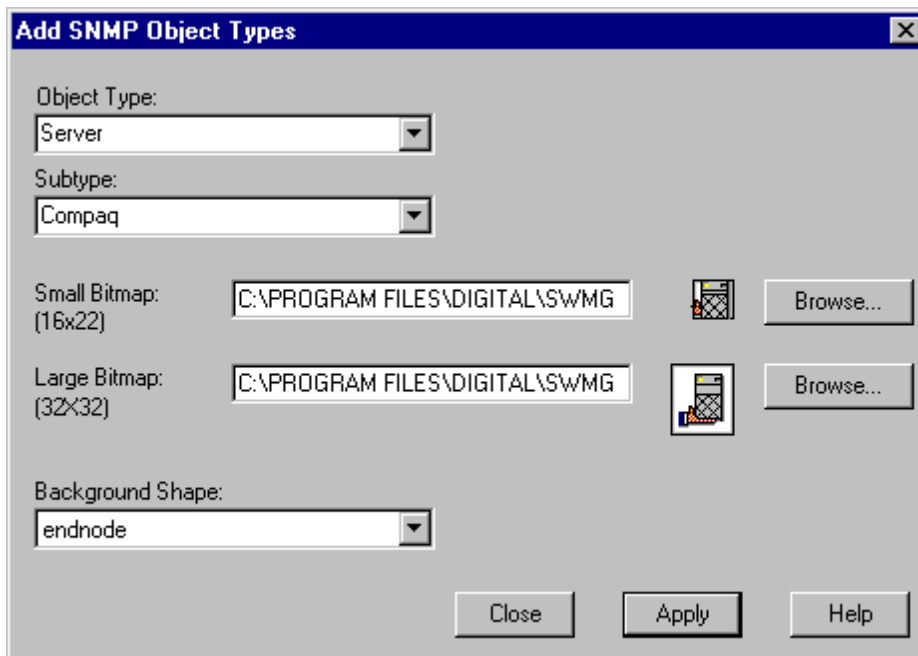 Add SNMP Object Types
Object Type:
Server
Subtype:
Compaq
Small Bitmap:
(16x22)
C:\PROGRAM FILES\DIGITAL\SWMG
Browse...
Large Bitmap:
(32X32)
C:\PROGRAM FILES\DIGITAL\SWMG
Browse...
Background Shape:
endnode
Close
Apply
Help